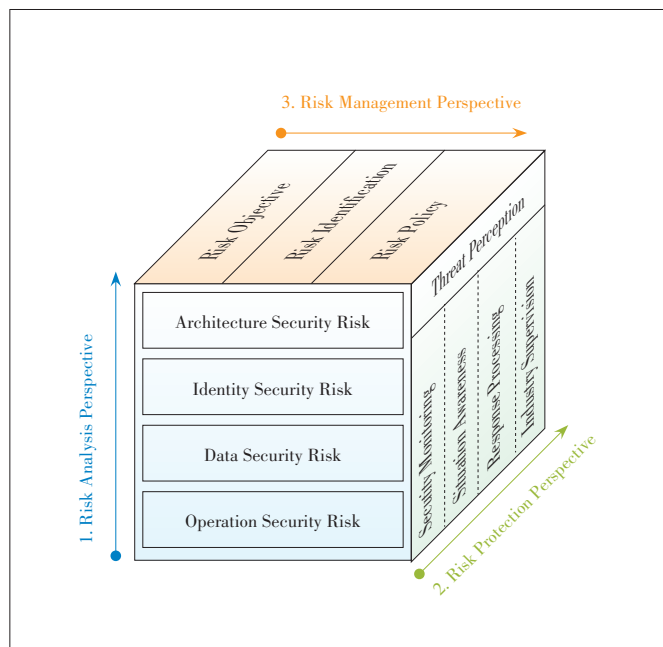 3. Risk Management Perspective
Risk Objective
Risk Identification
Risk Policy
Threat Perception
Architecture Security Risk
Identity Security Risk
Data Security Risk
Operation Security Risk
Security Monitoring
Situation Awareness
Response Processing
Industry Supervision
1. Risk Analysis Perspective
2. Risk Protection Perspective